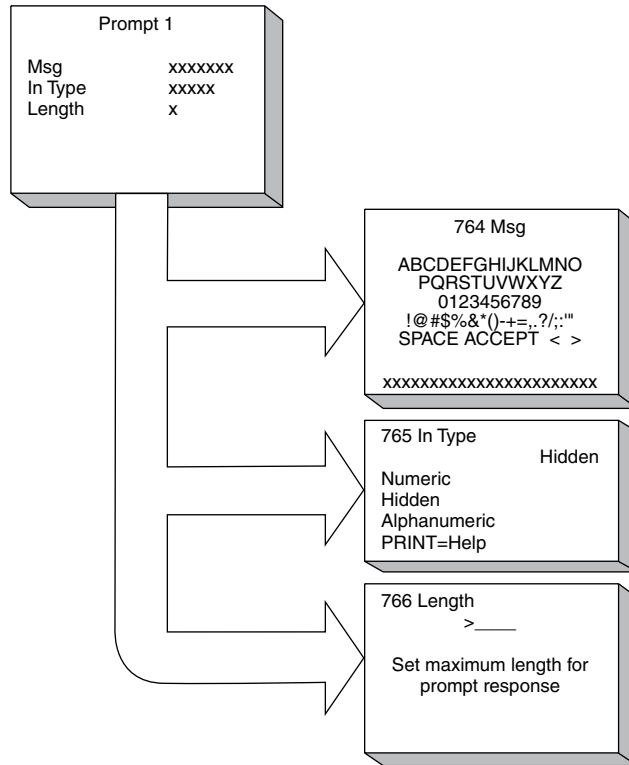 Prompt 1
Msg xxxxxxx
In Type xxxxx
Length x
764 Msg
ABCDEFGHIJKLMNO
PQRSTUVWXYZ
0123456789
!@#$%&*()-+=,.?/;:'"
SPACE ACCEPT < >
xxxxxxxxxxxxxxxxxxxxxxx
765 In Type
Hidden
Numeric
Hidden
Alphanumeric
PRINT=Help
766 Length
>____
Set maximum length for
prompt response